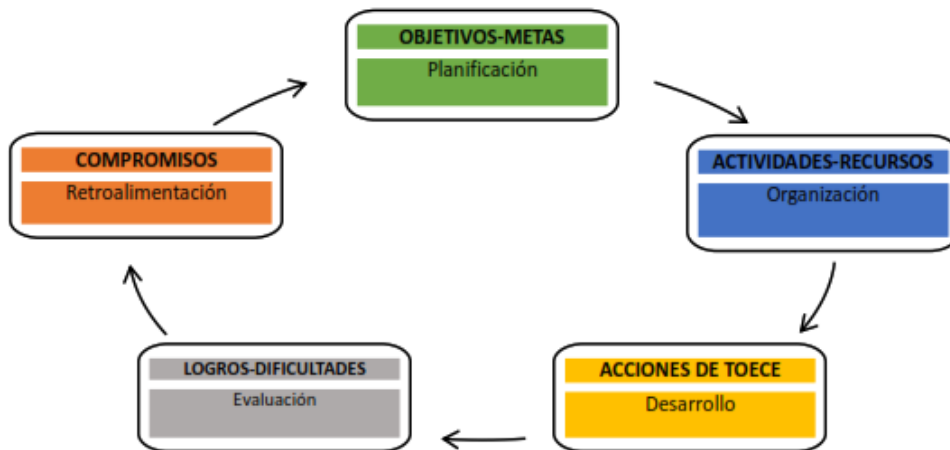 OBJETIVOS-METAS
Planificación
ACTIVIDADES-RECURSOS
Organización
ACCIONES DE TOECE
Desarrollo
LOGROS-DIFICULTADES
Evaluación
COMPROMISOS
Retroalimentación